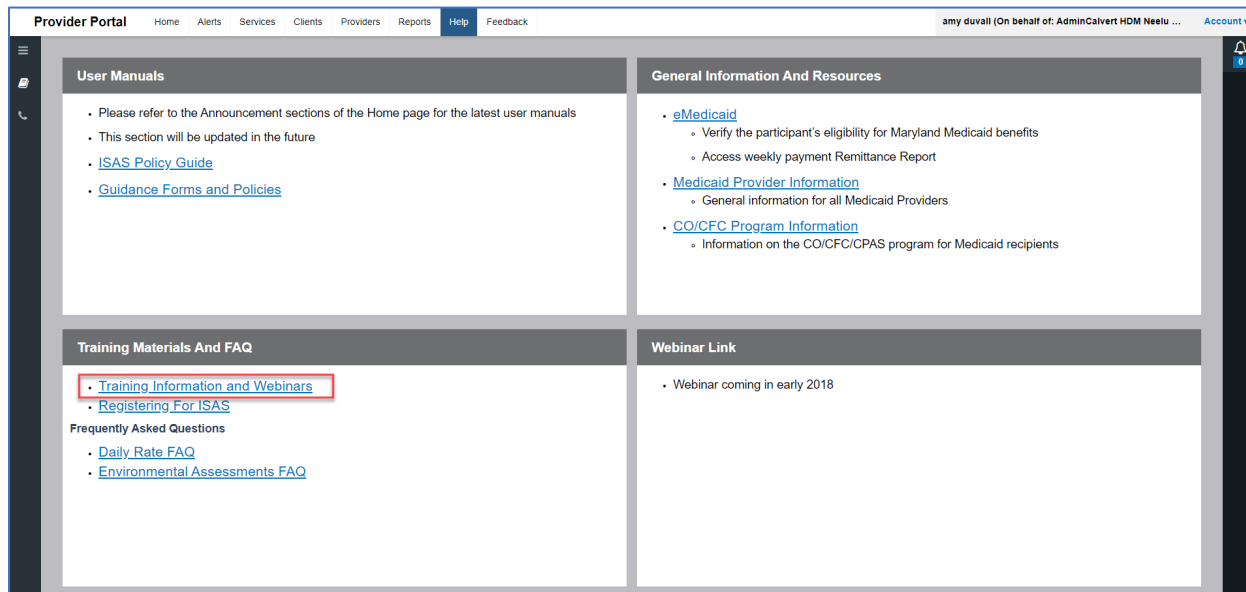 Provider Portal Home Alerts Services Clients Providers Reports Help Feedback amy duvall (On behalf of: AdminCalvert HDM Neelu ... Account
0
User Manuals
Please refer to the Announcement sections of the Home page for the latest user manuals
This section will be updated in the future
ISAS Policy Guide
Guidance Forms and Policies
General Information And Resources
eMedicaid
Verify the participant's eligibility for Maryland Medicaid benefits
Access weekly payment Remittance Report
Medicaid Provider Information
General information for all Medicaid Providers
CO/CFC Program Information
Information on the CO/CFC/CPAS program for Medicaid recipients
Training Materials And FAQ
Training Information and Webinars
Registering For ISAS
Frequently Asked Questions
Daily Rate FAQ
Environmental Assessments FAQ
Webinar Link
Webinar coming in early 2018